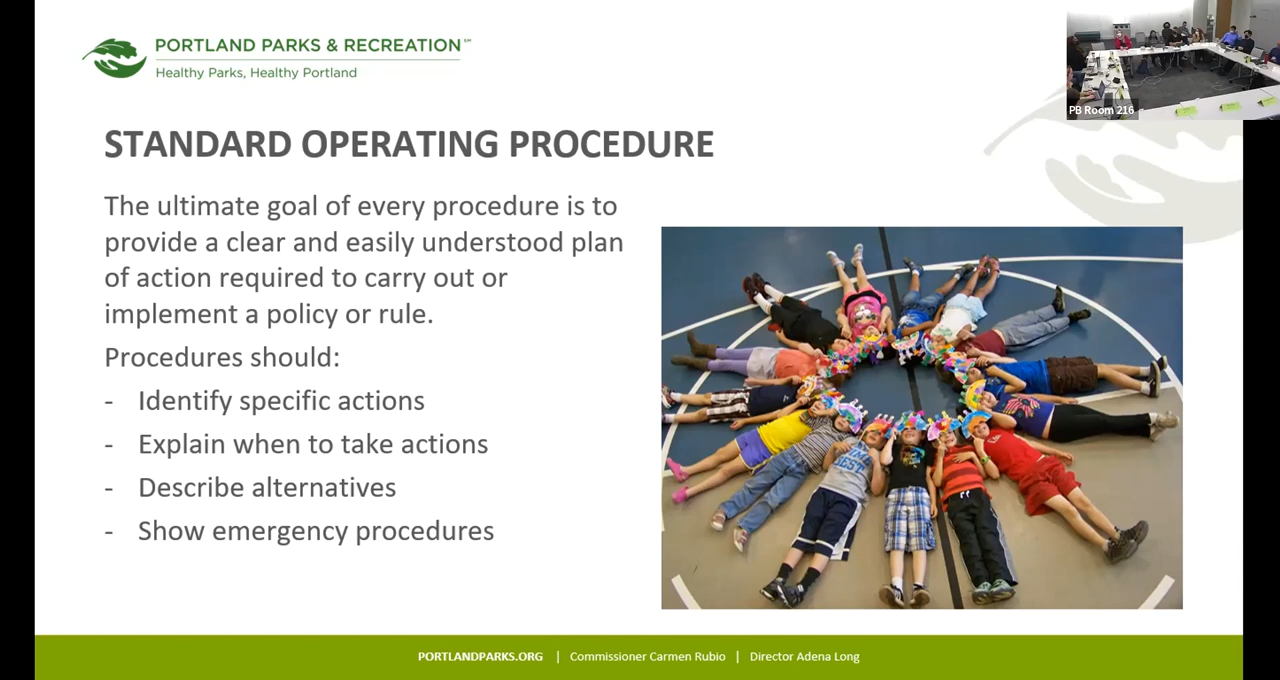 PORTLAND PARKS & RECREATION℠
Healthy Parks, Healthy Portland
PB Room 216
STANDARD OPERATING PROCEDURE
The ultimate goal of every procedure is to
provide a clear and easily understood plan
of action required to carry out or
implement a policy or rule.
Procedures should:
- Identify specific actions
- Explain when to take actions
- Describe alternatives
- Show emergency procedures
PORTLANDPARKS.ORG | Commissioner Carmen Rubio | Director Adena Long